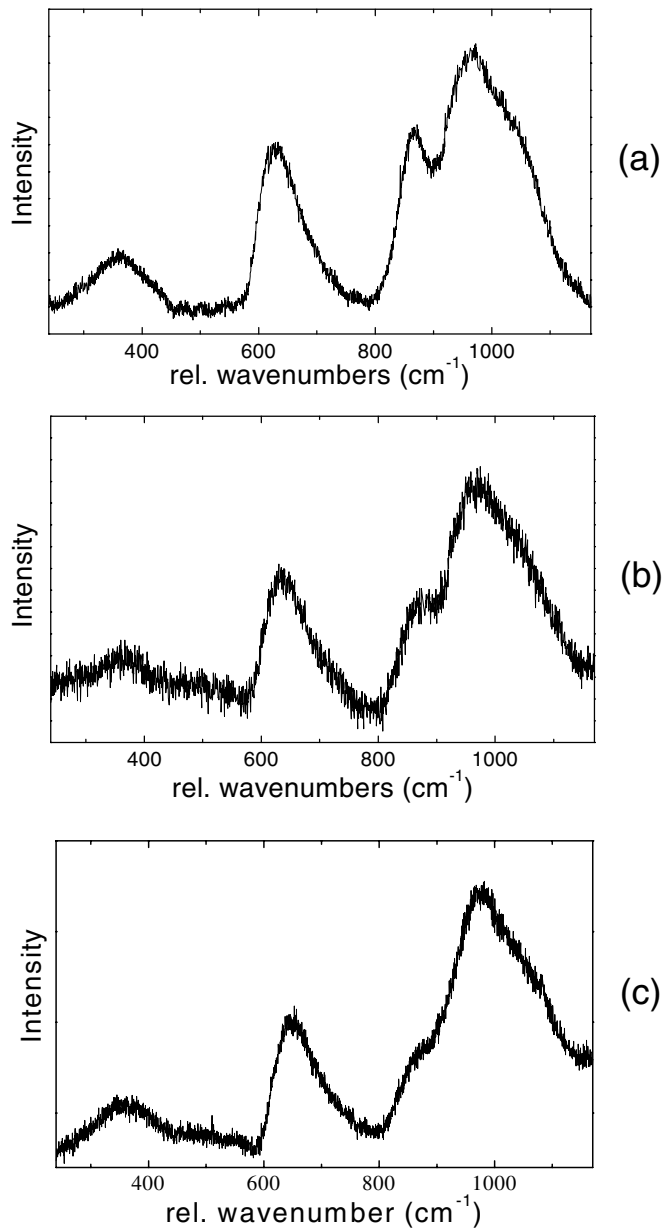 Intensity
(a)
400 600 800 1000
rel. wavenumbers (cm⁻¹)
Intensity
(b)
400 600 800 1000
rel. wavenumbers (cm⁻¹)
Intensity
(c)
400 600 800 1000
rel. wavenumber (cm⁻¹)